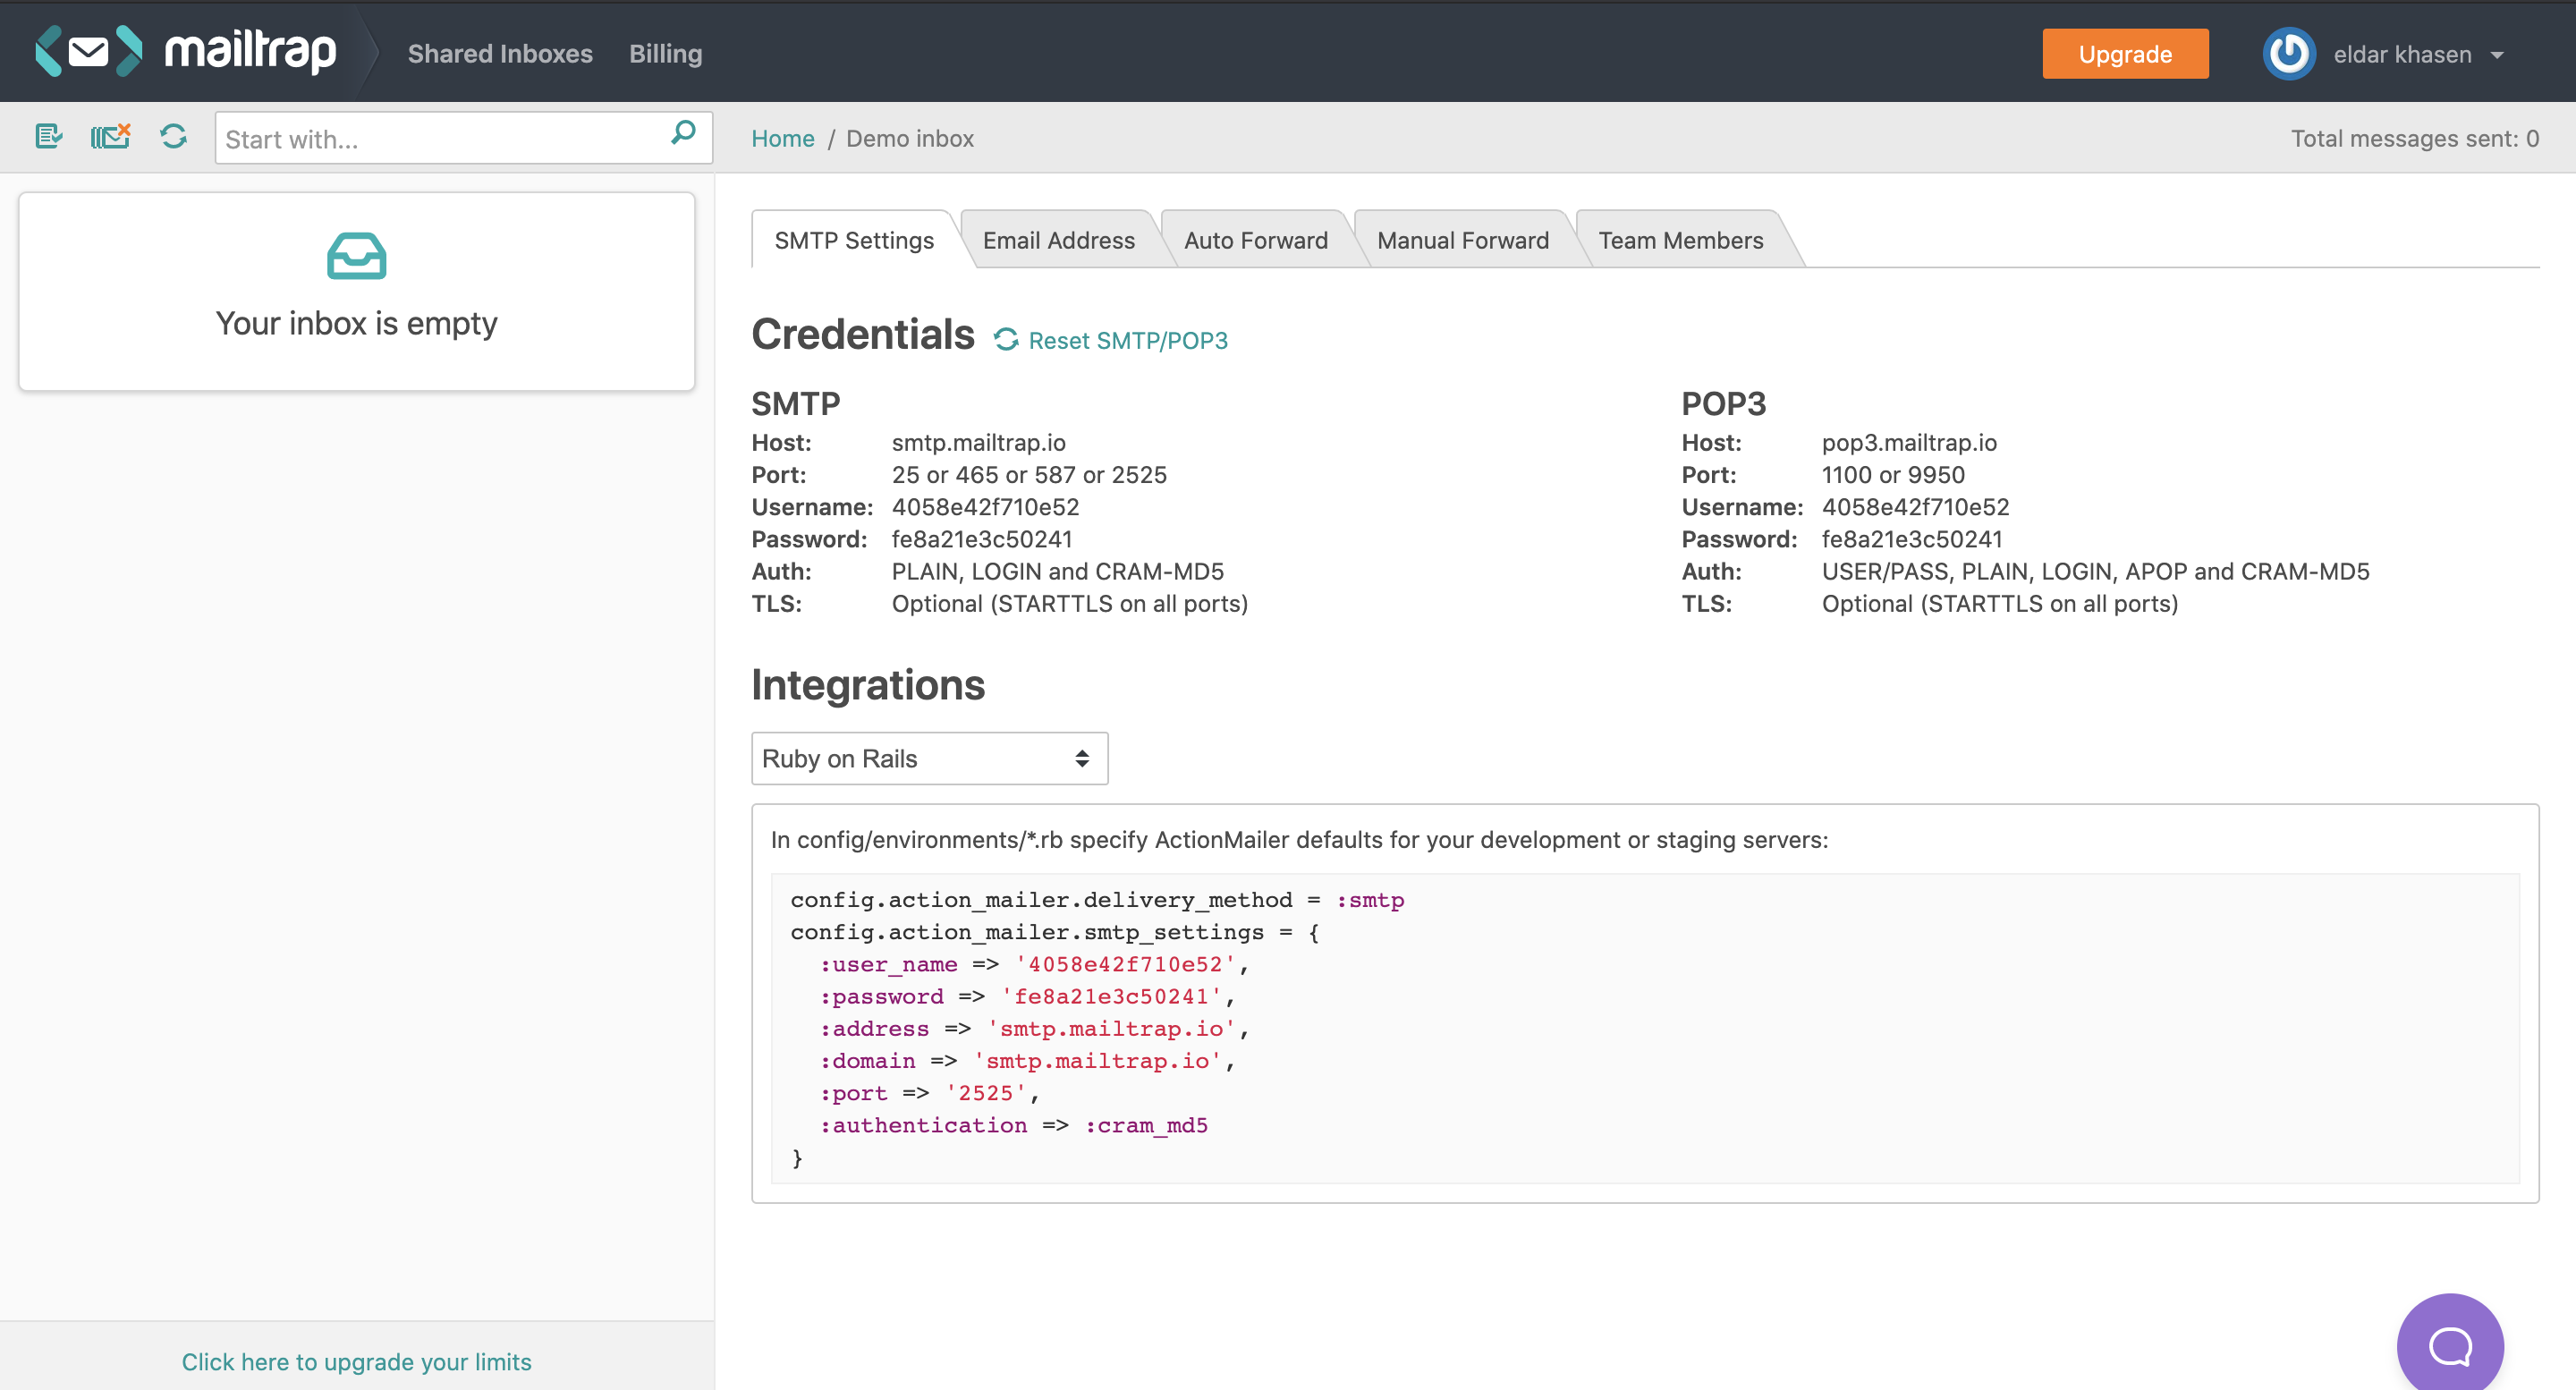 mailtrap
Shared Inboxes Billing
Upgrade
eldar khasen
Start with...
Home / Demo inbox
Total messages sent: 0
Your inbox is empty
SMTP Settings Email Address Auto Forward Manual Forward Team Members
Credentials Reset SMTP/POP3
SMTP
Host: smtp.mailtrap.io
Port: 25 or 465 or 587 or 2525
Username: 4058e42f710e52
Password: fe8a21e3c50241
Auth: PLAIN, LOGIN and CRAM-MD5
TLS: Optional (STARTTLS on all ports)
POP3
Host: pop3.mailtrap.io
Port: 1100 or 9950
Username: 4058e42f710e52
Password: fe8a21e3c50241
Auth: USER/PASS, PLAIN, LOGIN, APOP and CRAM-MD5
TLS: Optional (STARTTLS on all ports)
Integrations
Ruby on Rails
In config/environments/*.rb specify ActionMailer defaults for your development or staging servers:
config.action_mailer.delivery_method = :smtp
config.action_mailer.smtp_settings = {
  :user_name => '4058e42f710e52',
  :password => 'fe8a21e3c50241',
  :address => 'smtp.mailtrap.io',
  :domain => 'smtp.mailtrap.io',
  :port => '2525',
  :authentication => :cram_md5
}
Click here to upgrade your limits